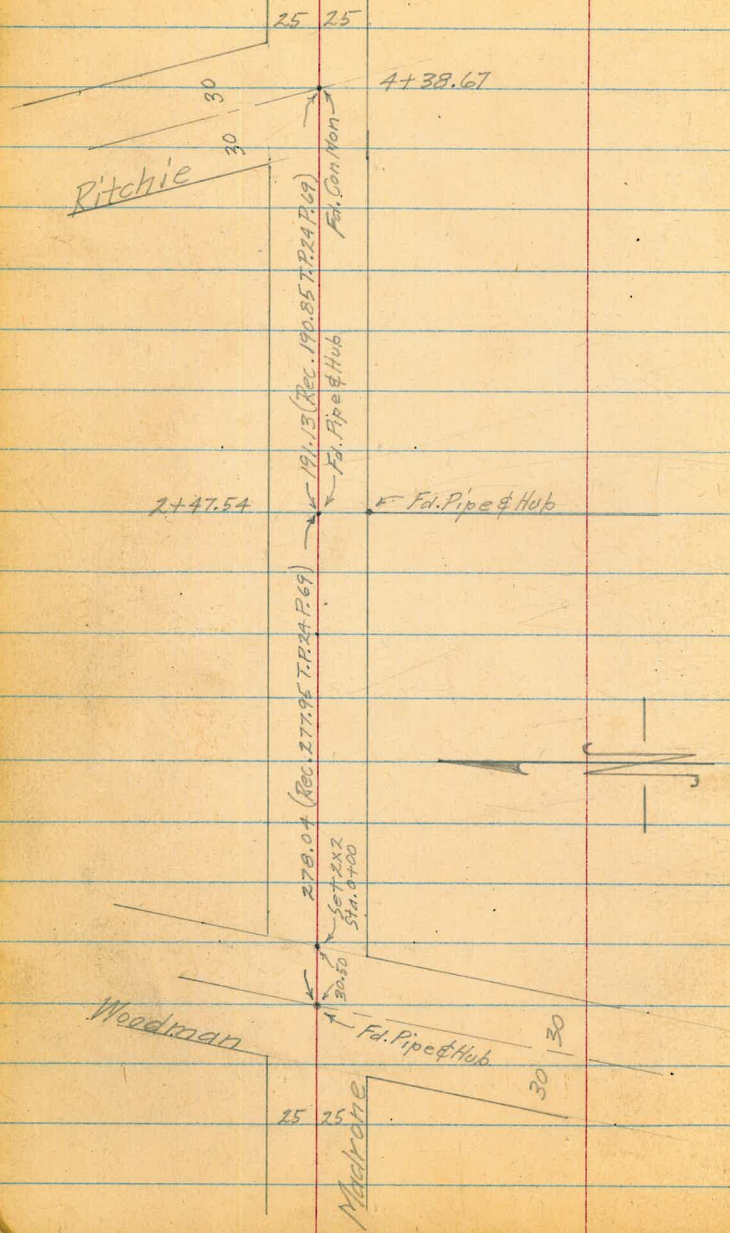 25 25
4+38.67
30
30
Ritchie
Fd. Con. Mon
191.13 (Rec. 190.85 T.P. 24 P. 69)
Fd. Pipe & Hub
2+47.54
Fd. Pipe & Hub
278.04 (Rec. 277.95 T.P. 24 P. 69)
Set 2x2
Sta. 0+00
30.50
Woodman
Fd. Pipe & Hub
30
30
25 25
Madrone